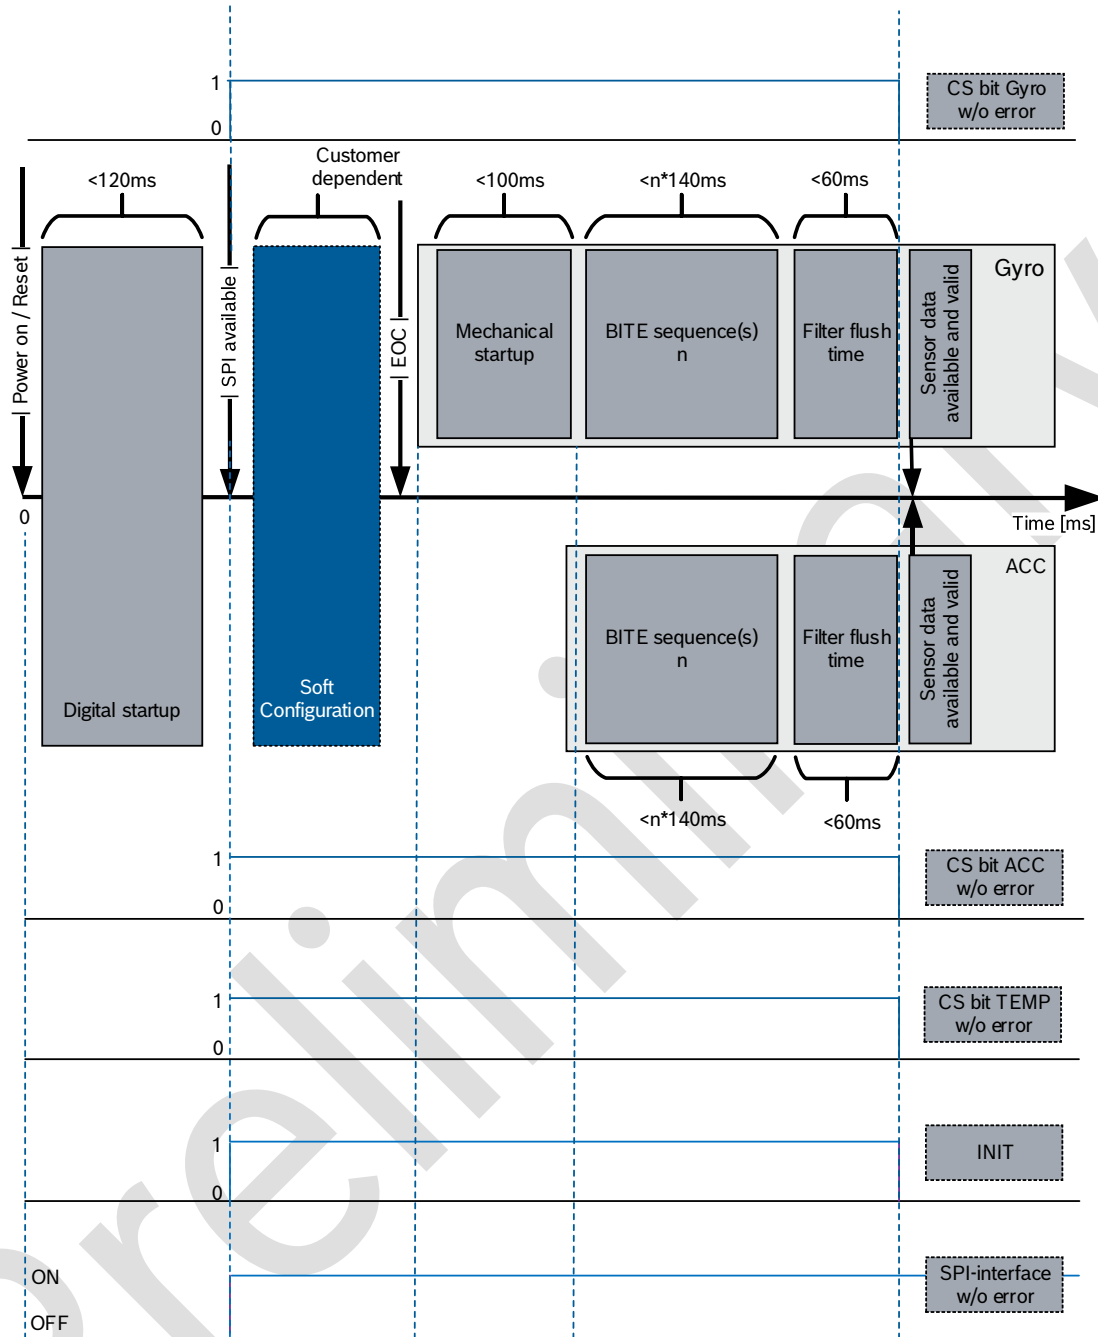 1
0
CS bit Gyro
w/o error
<120ms
Customer
dependent
<100ms
<n*140ms
<60ms
| Power on / Reset |
| SPI available |
| EOC |
Gyro
Mechanical
startup
BITE sequence(s)
n
Filter flush
time
Sensor data
available and valid
0
Time [ms]
Digital startup
Soft
Configuration
ACC
BITE sequence(s)
n
Filter flush
time
Sensor data
available and valid
<n*140ms
<60ms
1
0
CS bit ACC
w/o error
1
0
CS bit TEMP
w/o error
1
0
INIT
ON
OFF
SPI-interface
w/o error
Preliminary